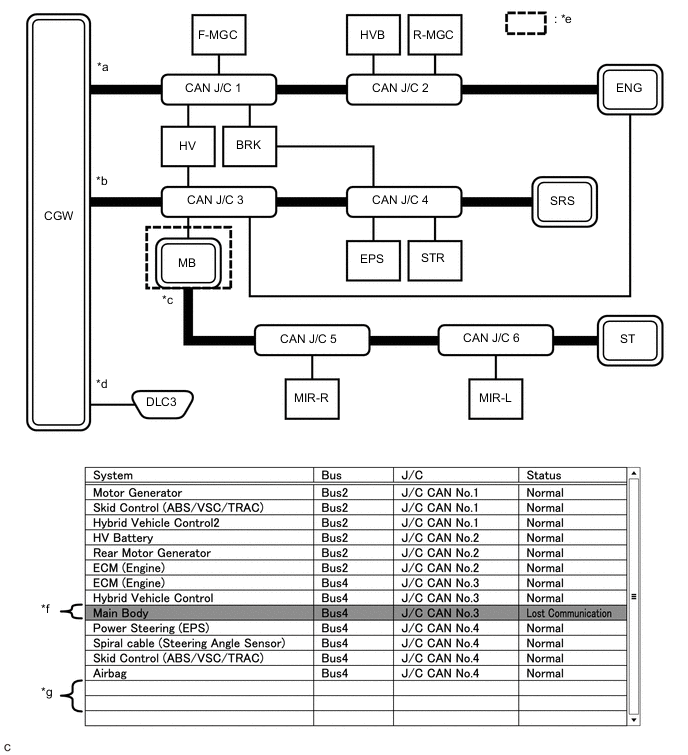 F-MGC
HVB
R-MGC
: *e
*a
CAN J/C 1
CAN J/C 2
ENG
HV
BRK
*b
CGW
CAN J/C 3
CAN J/C 4
SRS
MB
EPS
STR
*c
CAN J/C 5
CAN J/C 6
ST
*d
DLC3
MIR-R
MIR-L
System Bus J/C Status
Motor Generator Bus2 J/C CAN No.1 Normal
Skid Control (ABS/VSC/TRAC) Bus2 J/C CAN No.1 Normal
Hybrid Vehicle Control2 Bus2 J/C CAN No.1 Normal
HV Battery Bus2 J/C CAN No.2 Normal
Rear Motor Generator Bus2 J/C CAN No.2 Normal
ECM (Engine) Bus2 J/C CAN No.2 Normal
ECM (Engine) Bus4 J/C CAN No.3 Normal
Hybrid Vehicle Control Bus4 J/C CAN No.3 Normal
*f Main Body Bus4 J/C CAN No.3 Lost Communication
Power Steering (EPS) Bus4 J/C CAN No.4 Normal
Spiral cable (Steering Angle Sensor) Bus4 J/C CAN No.4 Normal
Skid Control (ABS/VSC/TRAC) Bus4 J/C CAN No.4 Normal
Airbag Bus4 J/C CAN No.4 Normal
*g
C